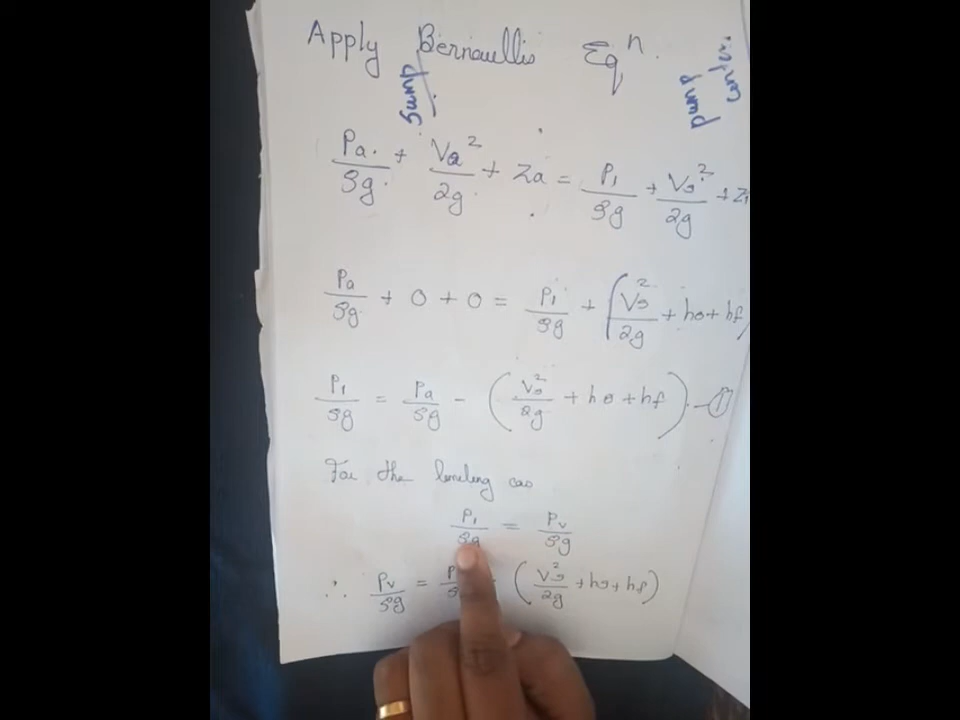 Apply Bernoullis Eqⁿ.
Sump
Pump
Pa/ρg + Va²/2g + Za = P₁/ρg + Vs²/2g + Z₁
Pa/ρg + 0 + 0 = P₁/ρg + (Vs²/2g + hs + hf)
P₁/ρg = Pa/ρg - (Vs²/2g + hs + hf) - ①
For the limiting cas
P₁/ρg = Pv/ρg
∴ Pv/ρg = P - (Vs²/2g + hs + hf)